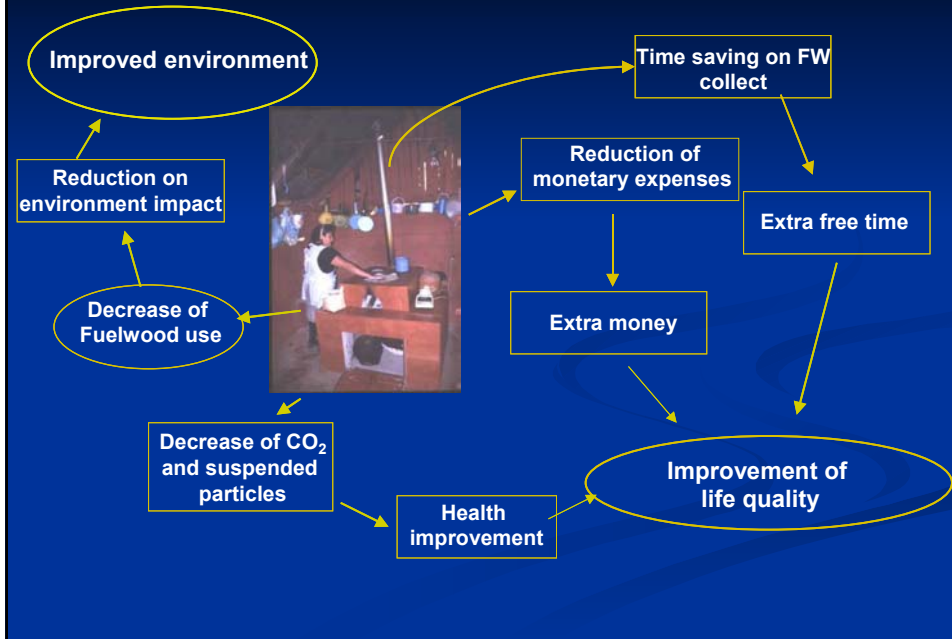 Improved environment
Time saving on FW
collect
Reduction of
monetary expenses
Reduction on
environment impact
Extra free time
Decrease of
Fuelwood use
Extra money
Decrease of CO₂
and suspended
particles
Improvement of
life quality
Health
improvement